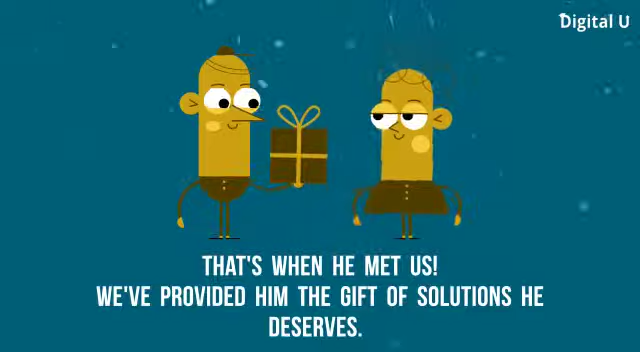 Digital U
THAT'S WHEN HE MET US!
WE'VE PROVIDED HIM THE GIFT OF SOLUTIONS HE
DESERVES.